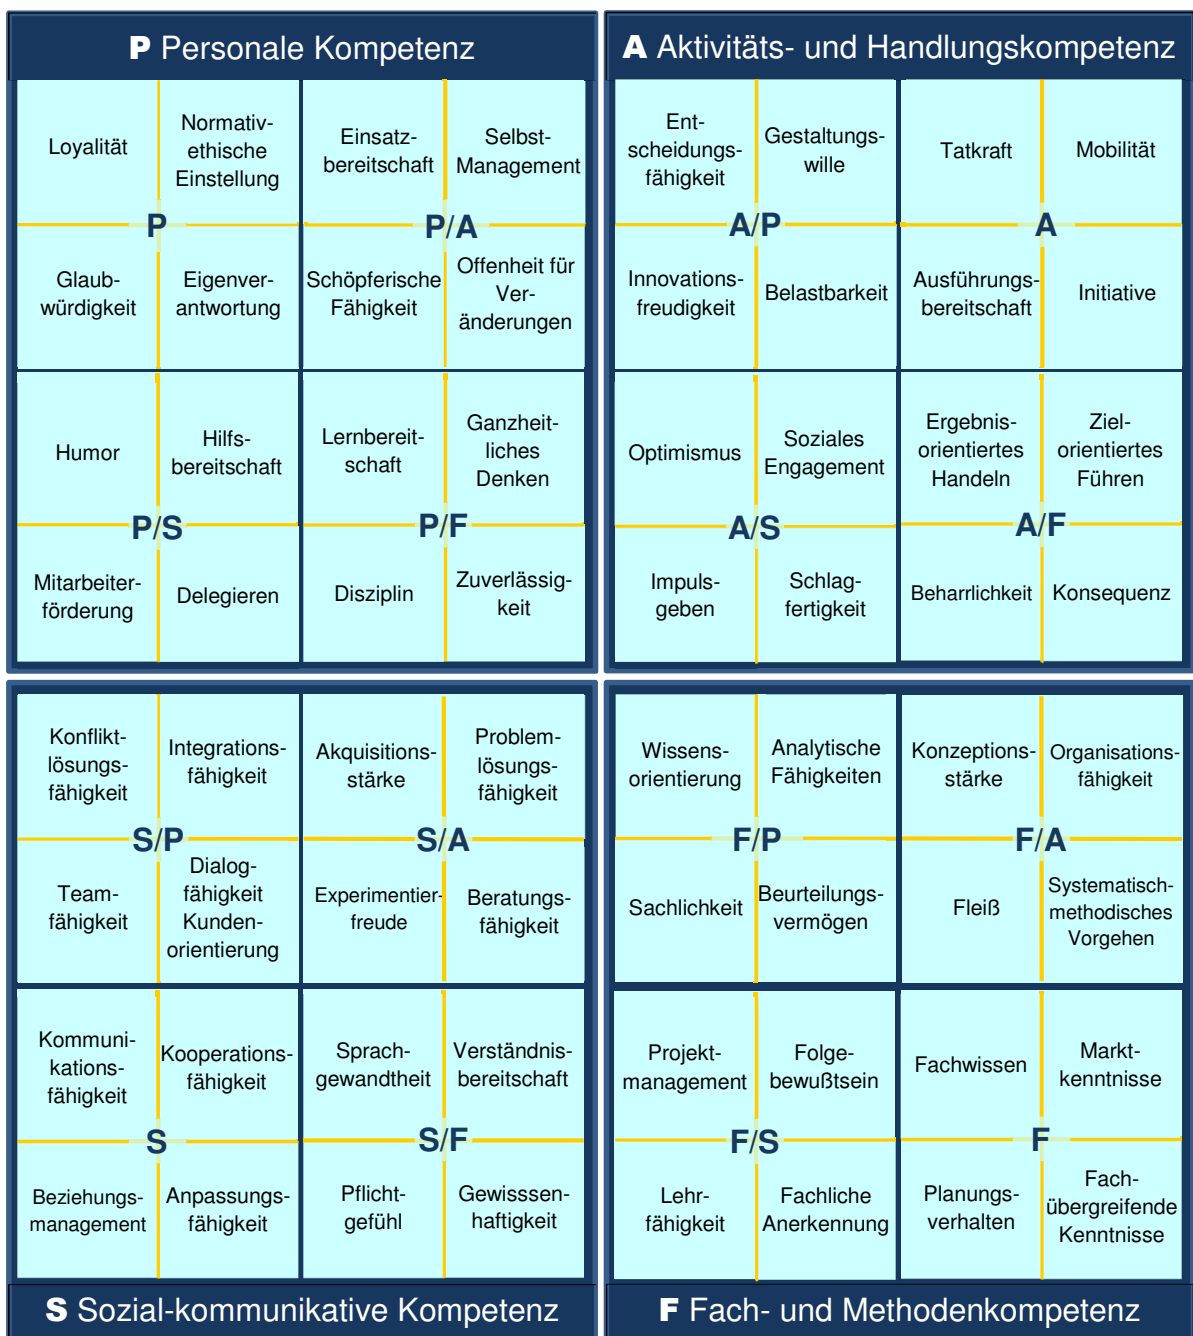 P Personale Kompetenz
Loyalität
Normativ-
ethische
Einstellung
Einsatz-
bereitschaft
Selbst-
Management
P
P/A
Glaub-
würdigkeit
Eigenver-
antwortung
Schöpferische
Fähigkeit
Offenheit für
Ver-
änderungen
Humor
Hilfs-
bereitschaft
Lernbereit-
schaft
Ganzheit-
liches
Denken
P/S
P/F
Mitarbeiter-
förderung
Delegieren
Disziplin
Zuverlässig-
keit
A Aktivitäts- und Handlungskompetenz
Ent-
scheidungs-
fähigkeit
Gestaltungs-
wille
Tatkraft
Mobilität
A/P
A
Innovations-
freudigkeit
Belastbarkeit
Ausführungs-
bereitschaft
Initiative
Optimismus
Soziales
Engagement
Ergebnis-
orientiertes
Handeln
Ziel-
orientiertes
Führen
A/S
A/F
Impuls-
geben
Schlag-
fertigkeit
Beharrlichkeit
Konsequenz
Konflikt-
lösungs-
fähigkeit
Integrations-
fähigkeit
Akquisitions-
stärke
Problem-
lösungs-
fähigkeit
S/P
S/A
Team-
fähigkeit
Dialog-
fähigkeit
Kunden-
orientierung
Experimentier-
freude
Beratungs-
fähigkeit
Kommuni-
kations-
fähigkeit
Kooperations-
fähigkeit
Sprach-
gewandtheit
Verständnis-
bereitschaft
S
S/F
Beziehungs-
management
Anpassungs-
fähigkeit
Pflicht-
gefühl
Gewisssen-
haftigkeit
S Sozial-kommunikative Kompetenz
Wissens-
orientierung
Analytische
Fähigkeiten
Konzeptions-
stärke
Organisations-
fähigkeit
F/P
F/A
Sachlichkeit
Beurteilungs-
vermögen
Fleiß
Systematisch-
methodisches
Vorgehen
Projekt-
management
Folge-
bewußtsein
Fachwissen
Markt-
kenntnisse
F/S
F
Lehr-
fähigkeit
Fachliche
Anerkennung
Planungs-
verhalten
Fach-
übergreifende
Kenntnisse
F Fach- und Methodenkompetenz